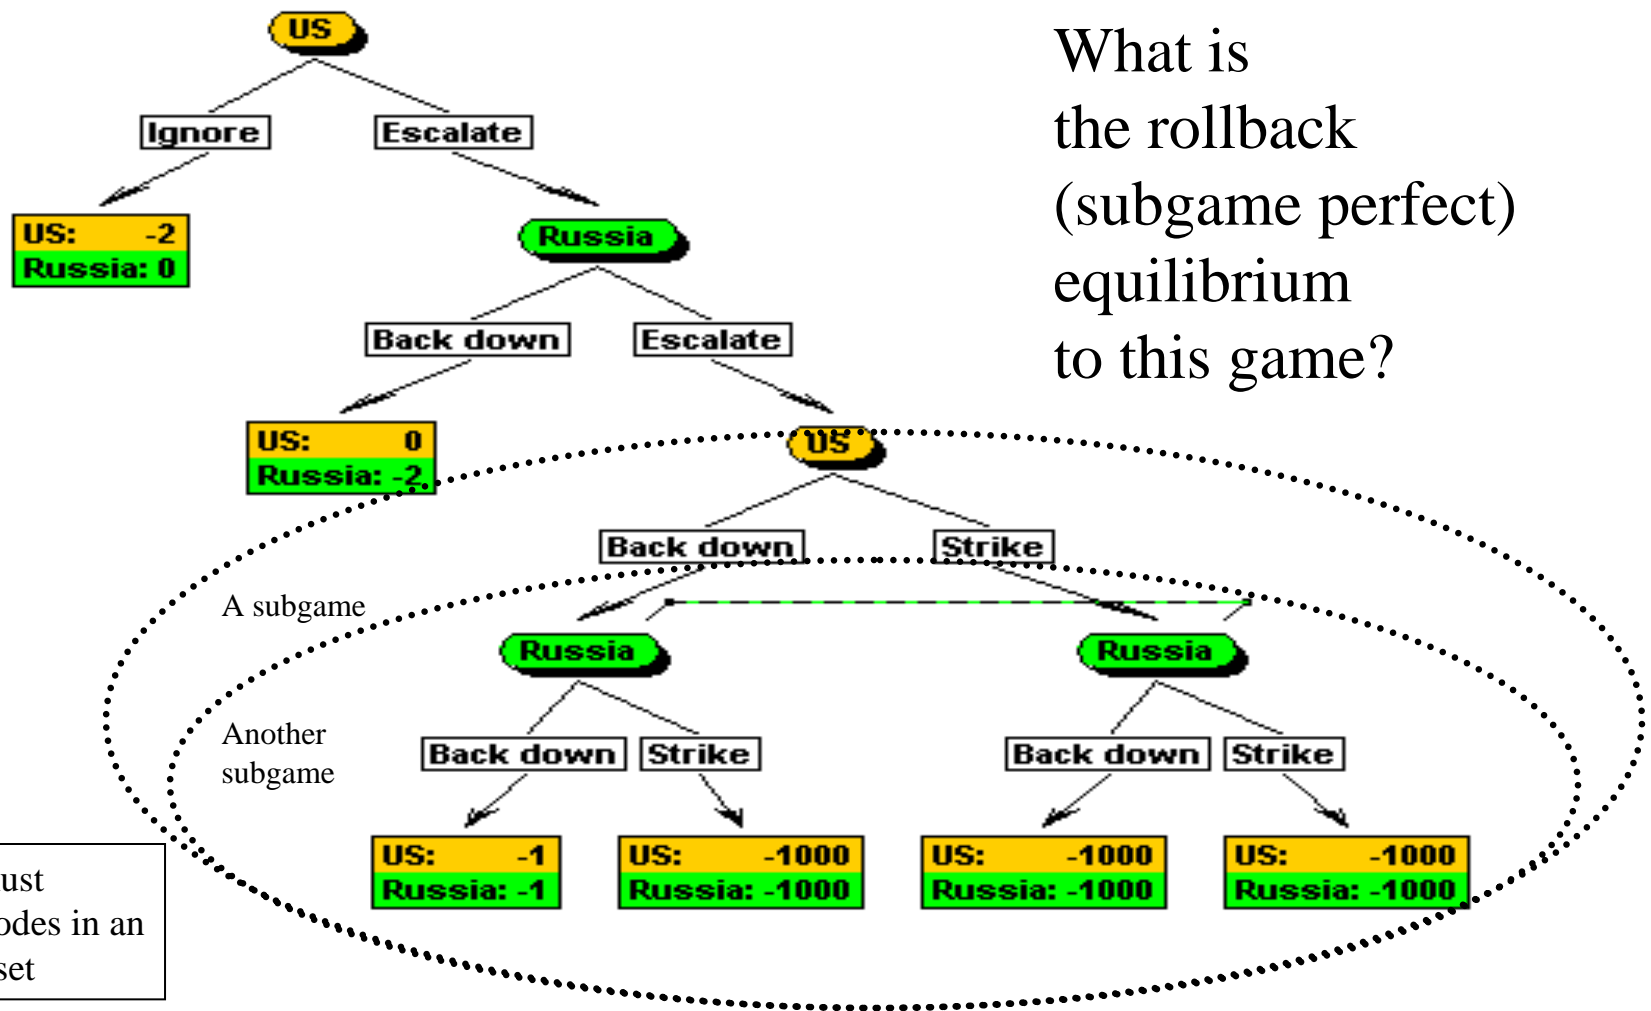 US
What is
the rollback
(subgame perfect)
equilibrium
to this game?
Ignore Escalate
US: -2
Russia: 0
Russia
Back down Escalate
US: 0
Russia: -2
US
Back down Strike
A subgame
Russia Russia
Another
subgame
Back down Strike Back down Strike
US: -1 US: -1000 US: -1000 US: -1000
Russia: -1 Russia: -1000 Russia: -1000 Russia: -1000
in an
set